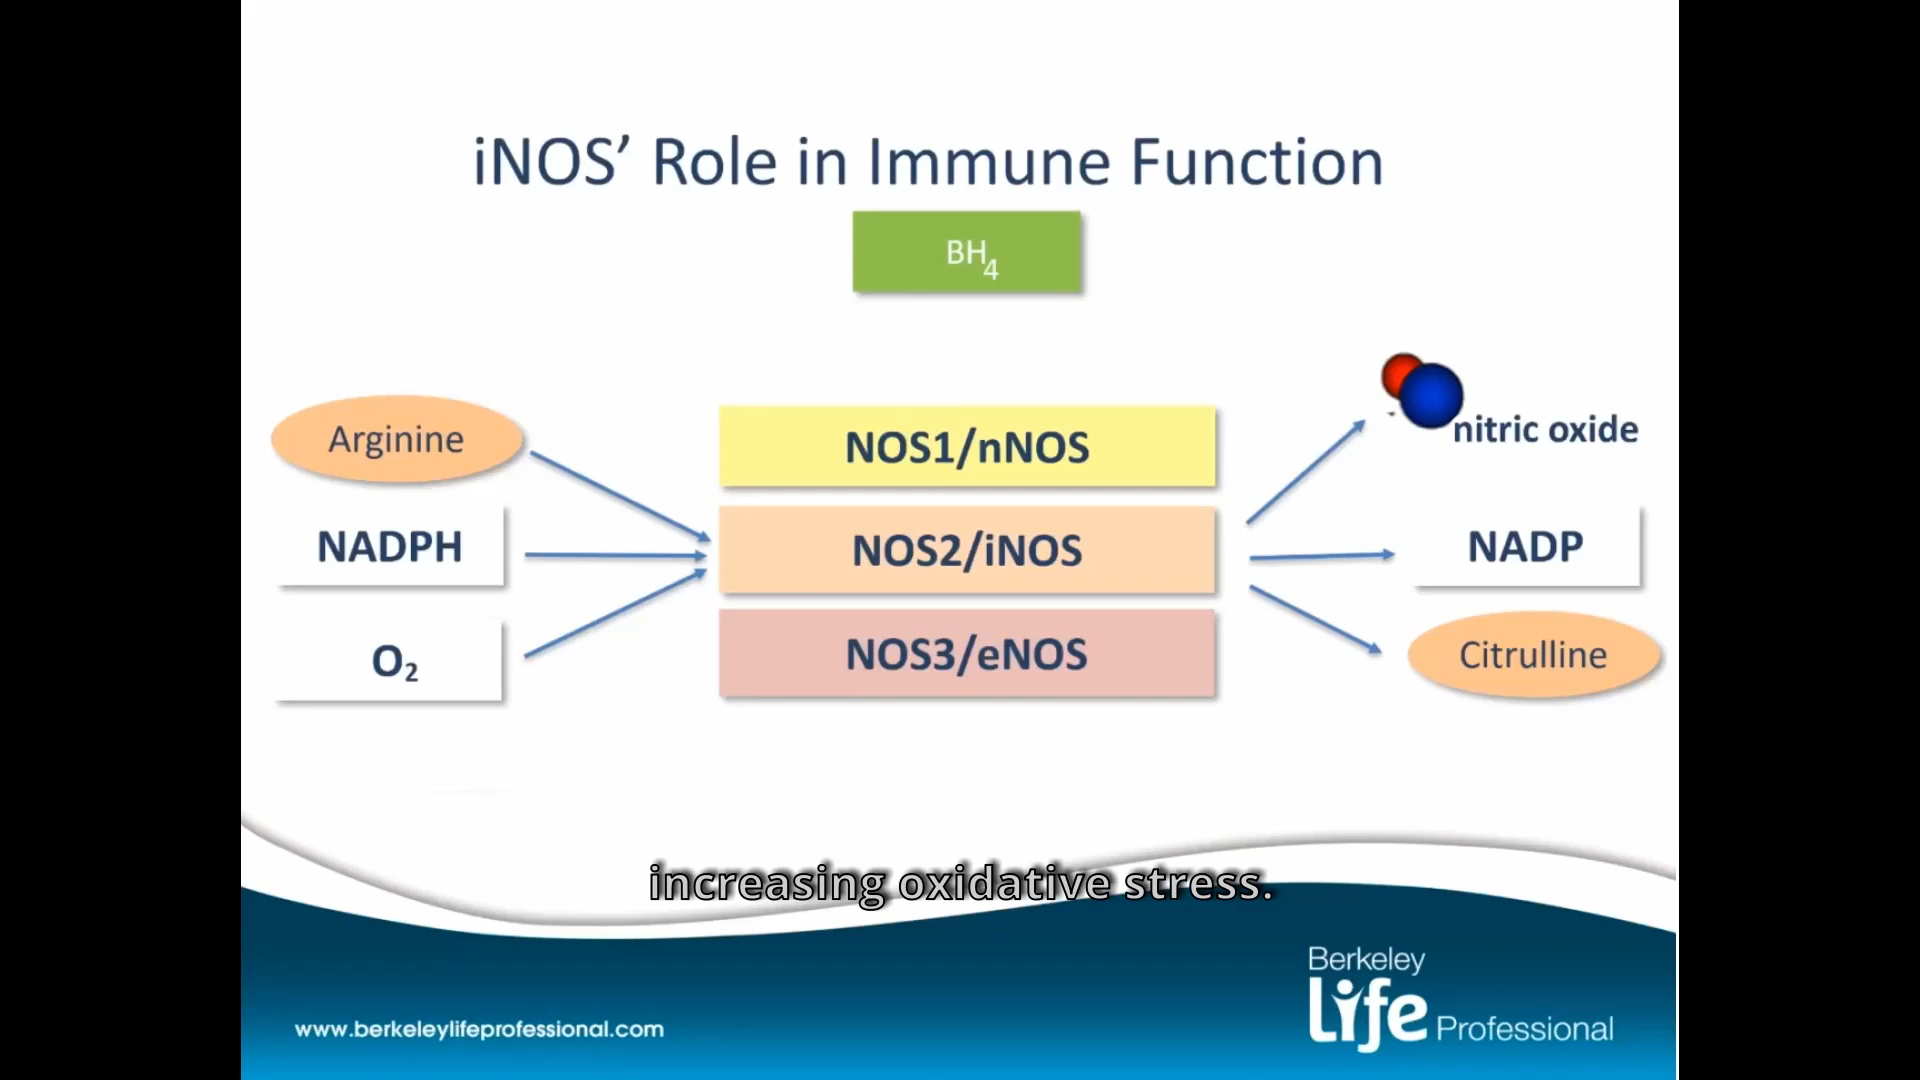 iNOS’ Role in Immune Function
BH4
Arginine
NADPH
O₂
NOS1/nNOS
NOS2/iNOS
NOS3/eNOS
nitric oxide
NADP
Citrulline
increasing oxidative stress.
www.berkeleylifeprofessional.com
Berkeley
Life Professional